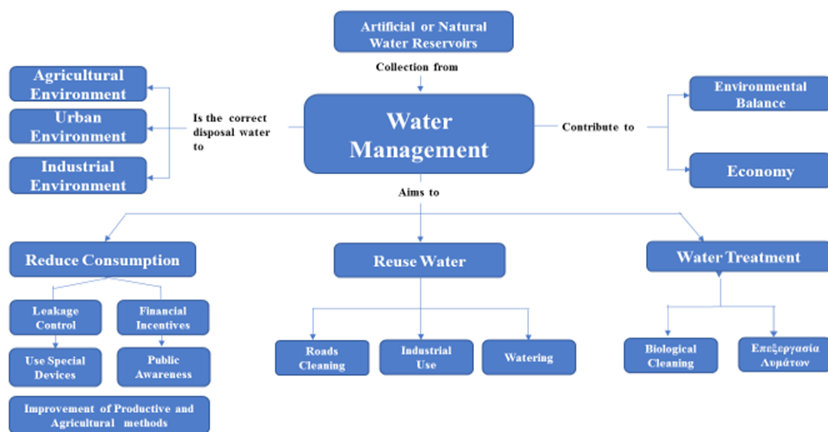 Artificial or Natural
Water Reservoirs
Collection from
Agricultural
Environment
Urban
Environment
Industrial
Environment
Is the correct
disposal water
to
Water
Management
Contribute to
Environmental
Balance
Economy
Aims to
Reduce Consumption
Reuse Water
Water Treatment
Leakage
Control
Financial
Incentives
Use Special
Devices
Public
Awareness
Improvement of Productive and
Agricultural methods
Roads
Cleaning
Industrial
Use
Watering
Biological
Cleaning
Επεξεργασία
Λυμάτων